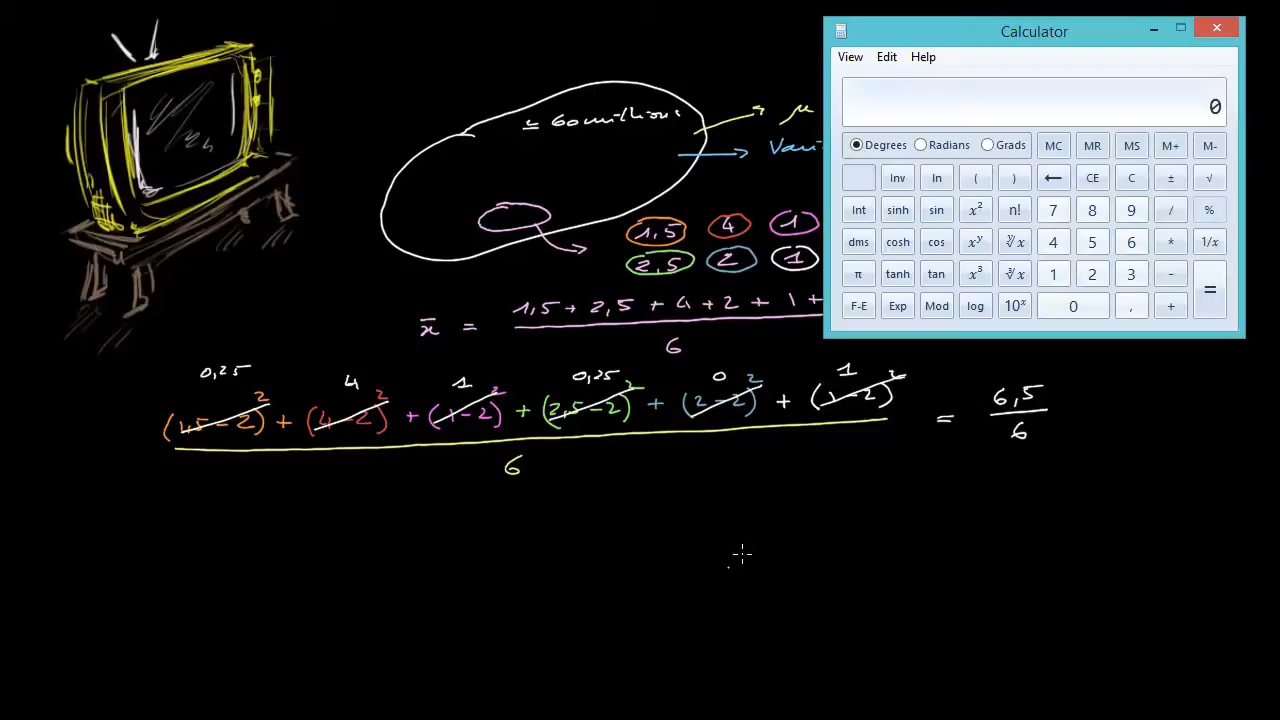 Calculator
View Edit Help
0
Degrees Radians Grads MC MR MS M+ M-
Inv ln ( ) ← CE C ± √
Int sinh sin x² n! 7 8 9 / %
dms cosh cos xʸ ʸ√x 4 5 6 * 1/x
π tanh tan x³ ³√x 1 2 3 - =
F-E Exp Mod log 10ˣ 0 , +
≃ 60 millions
μ
1,5 4 1
2,5 2 1
x̄ = 1,5 + 2,5 + 4 + 2 + 1 +
6
0,25 4 1 0,25 0 1
(1,5 - 2)² + (4 - 2)² + (1 - 2)² + (2,5 - 2)² + (2 - 2)² + (1 - 2)² = 6,5
6 6